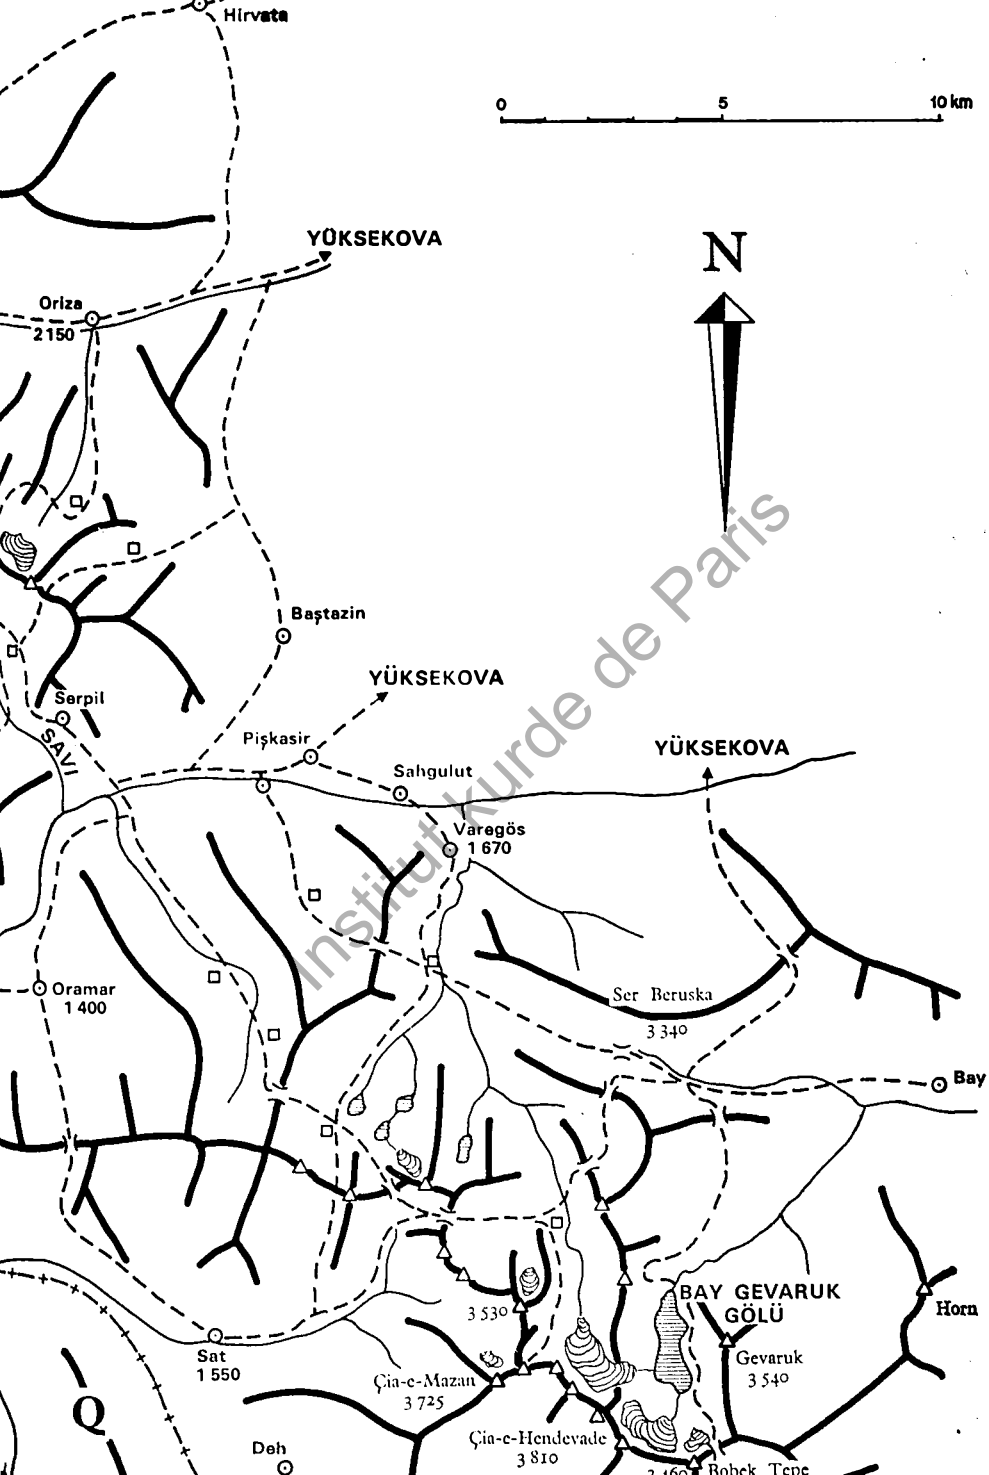 Hirvata
0 5 10 km
N
YÜKSEKOVA
Oriza
2150
Baştazin
YÜKSEKOVA
Serpil
SAVI
Pişkasir
YÜKSEKOVA
Sahgulut
Varegös
1 670
Institut kurde de Paris
Oramar
1 400
Ser Beruska
3 340
Bay
BAY GEVARUK
GÖLÜ
Horn
3 530
Gevaruk
3 540
Sat
1 550
Çia-e-Mazan
3 725
Q
Çia-e-Hendevade
3 810
Deh
3 460
Bobek Tepe